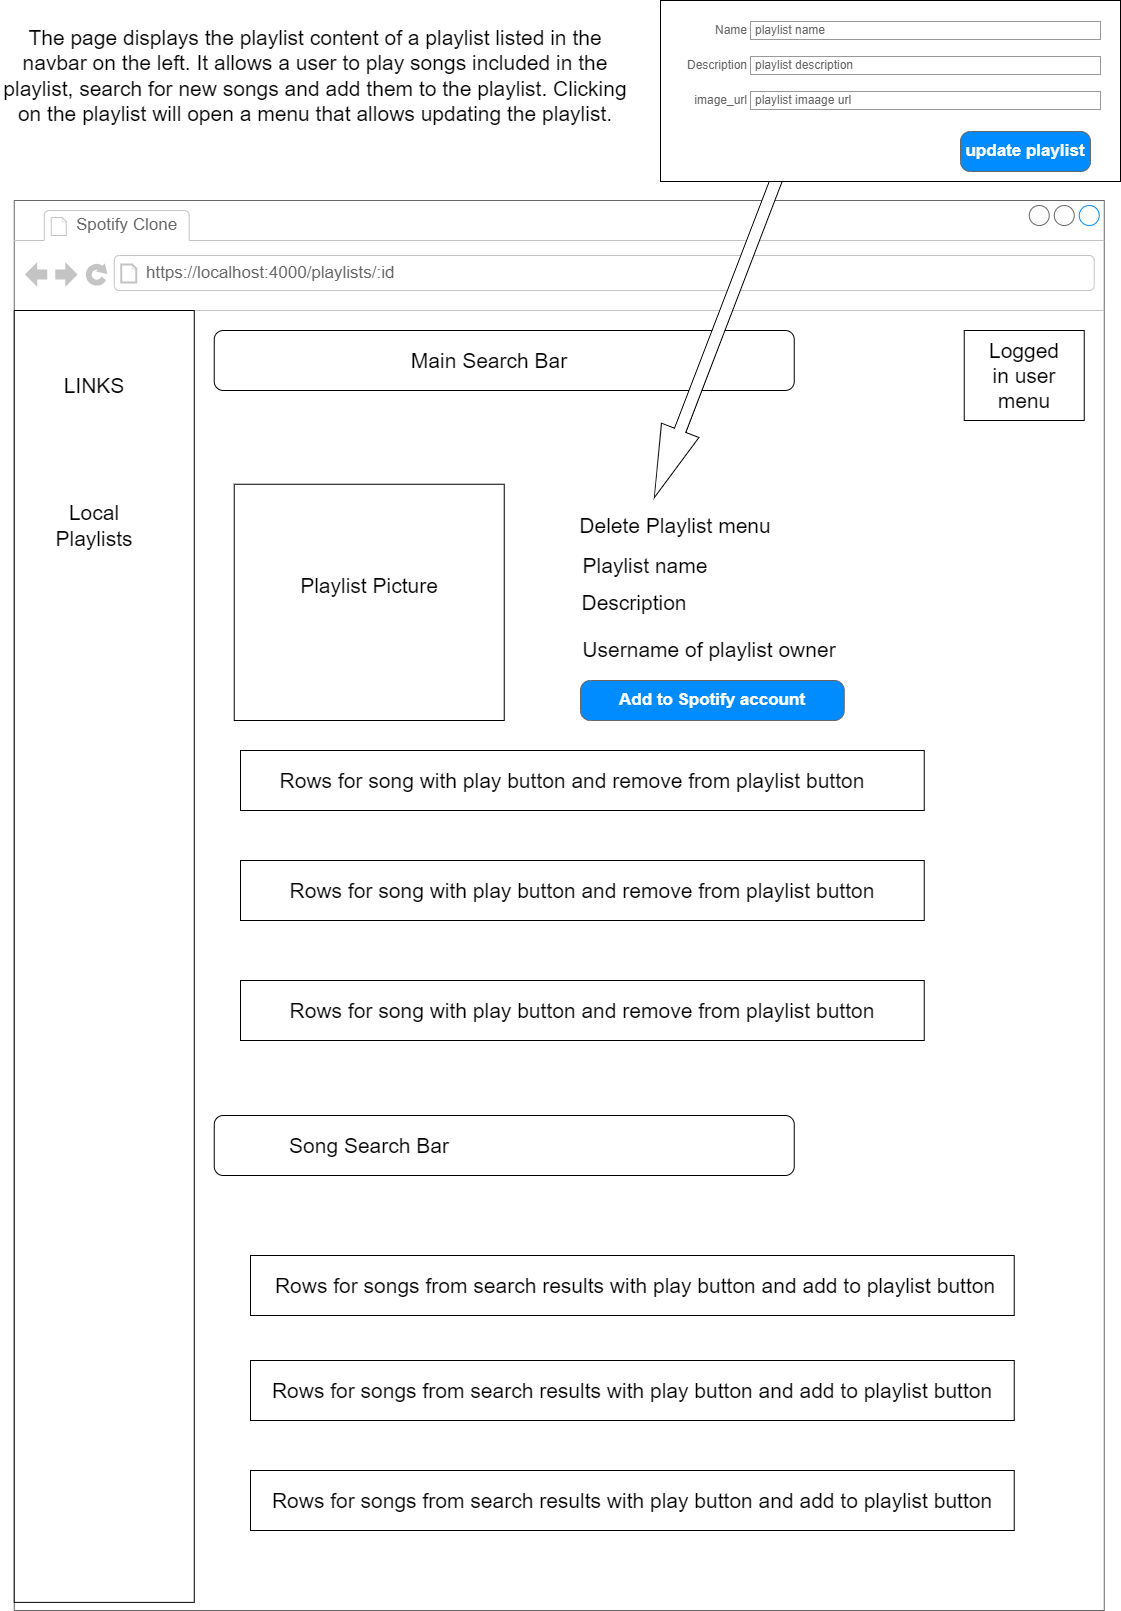 The page displays the playlist content of a playlist listed in the
navbar on the left. It allows a user to play songs included in the
playlist, search for new songs and add them to the playlist. Clicking
on the playlist will open a menu that allows updating the playlist.
Name playlist name
Description playlist description
image_url playlist imaage url
update playlist
Spotify Clone
https://localhost:4000/playlists/:id
LINKS
Local
Playlists
Main Search Bar
Logged
in user
menu
Playlist Picture
Delete Playlist menu
Playlist name
Description
Username of playlist owner
Add to Spotify account
Rows for song with play button and remove from playlist button
Rows for song with play button and remove from playlist button
Rows for song with play button and remove from playlist button
Song Search Bar
Rows for songs from search results with play button and add to playlist button
Rows for songs from search results with play button and add to playlist button
Rows for songs from search results with play button and add to playlist button